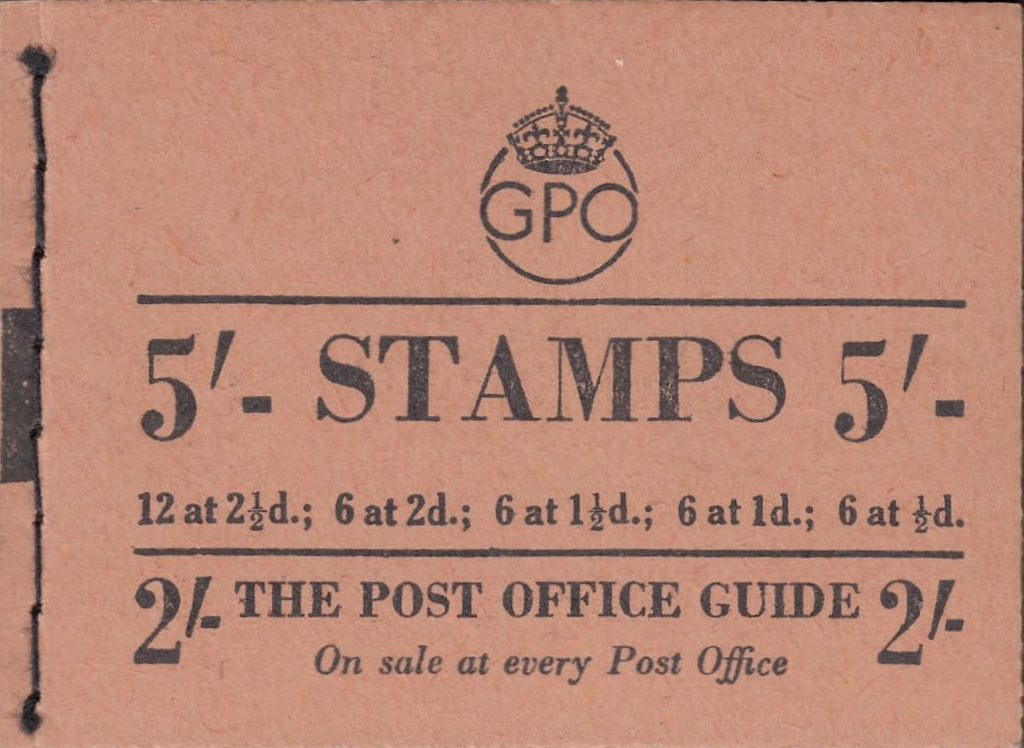 GPO
5/- STAMPS 5/-
12 at 2½d.; 6 at 2d.; 6 at 1½d.; 6 at 1d.; 6 at ½d.
2/- THE POST OFFICE GUIDE 2/-
On sale at every Post Office